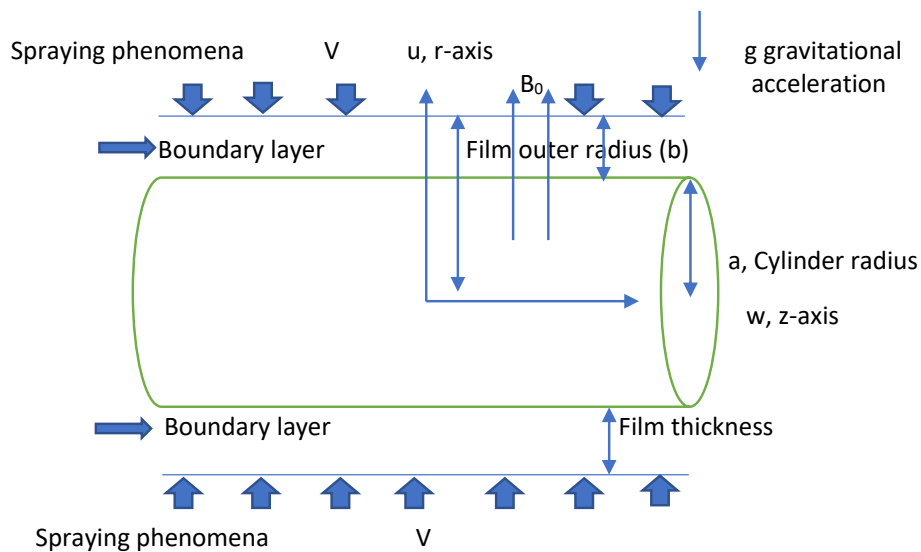 Spraying phenomena V u, r-axis g gravitational
acceleration
B₀
Boundary layer Film outer radius (b)
a, Cylinder radius
w, z-axis
Boundary layer Film thickness
Spraying phenomena V